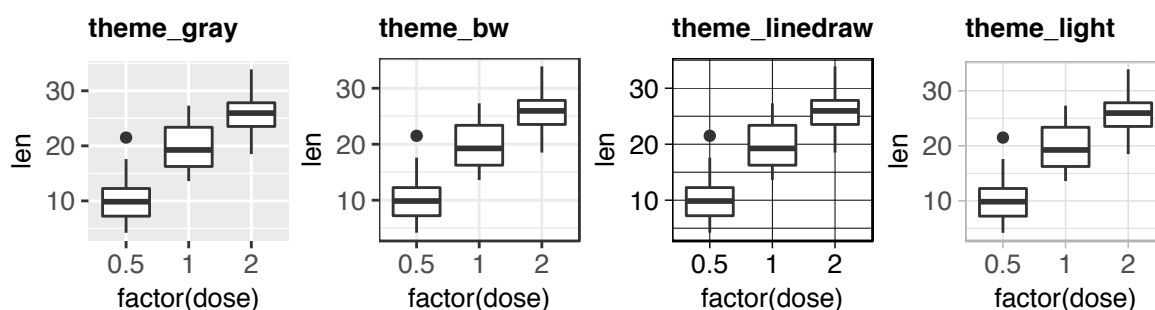 theme_gray theme_bw theme_linedraw theme_light
len 30 20 10 len 30 20 10 len 30 20 10 len 30 20 10
0.5 1 2 0.5 1 2 0.5 1 2 0.5 1 2
factor(dose) factor(dose) factor(dose) factor(dose)